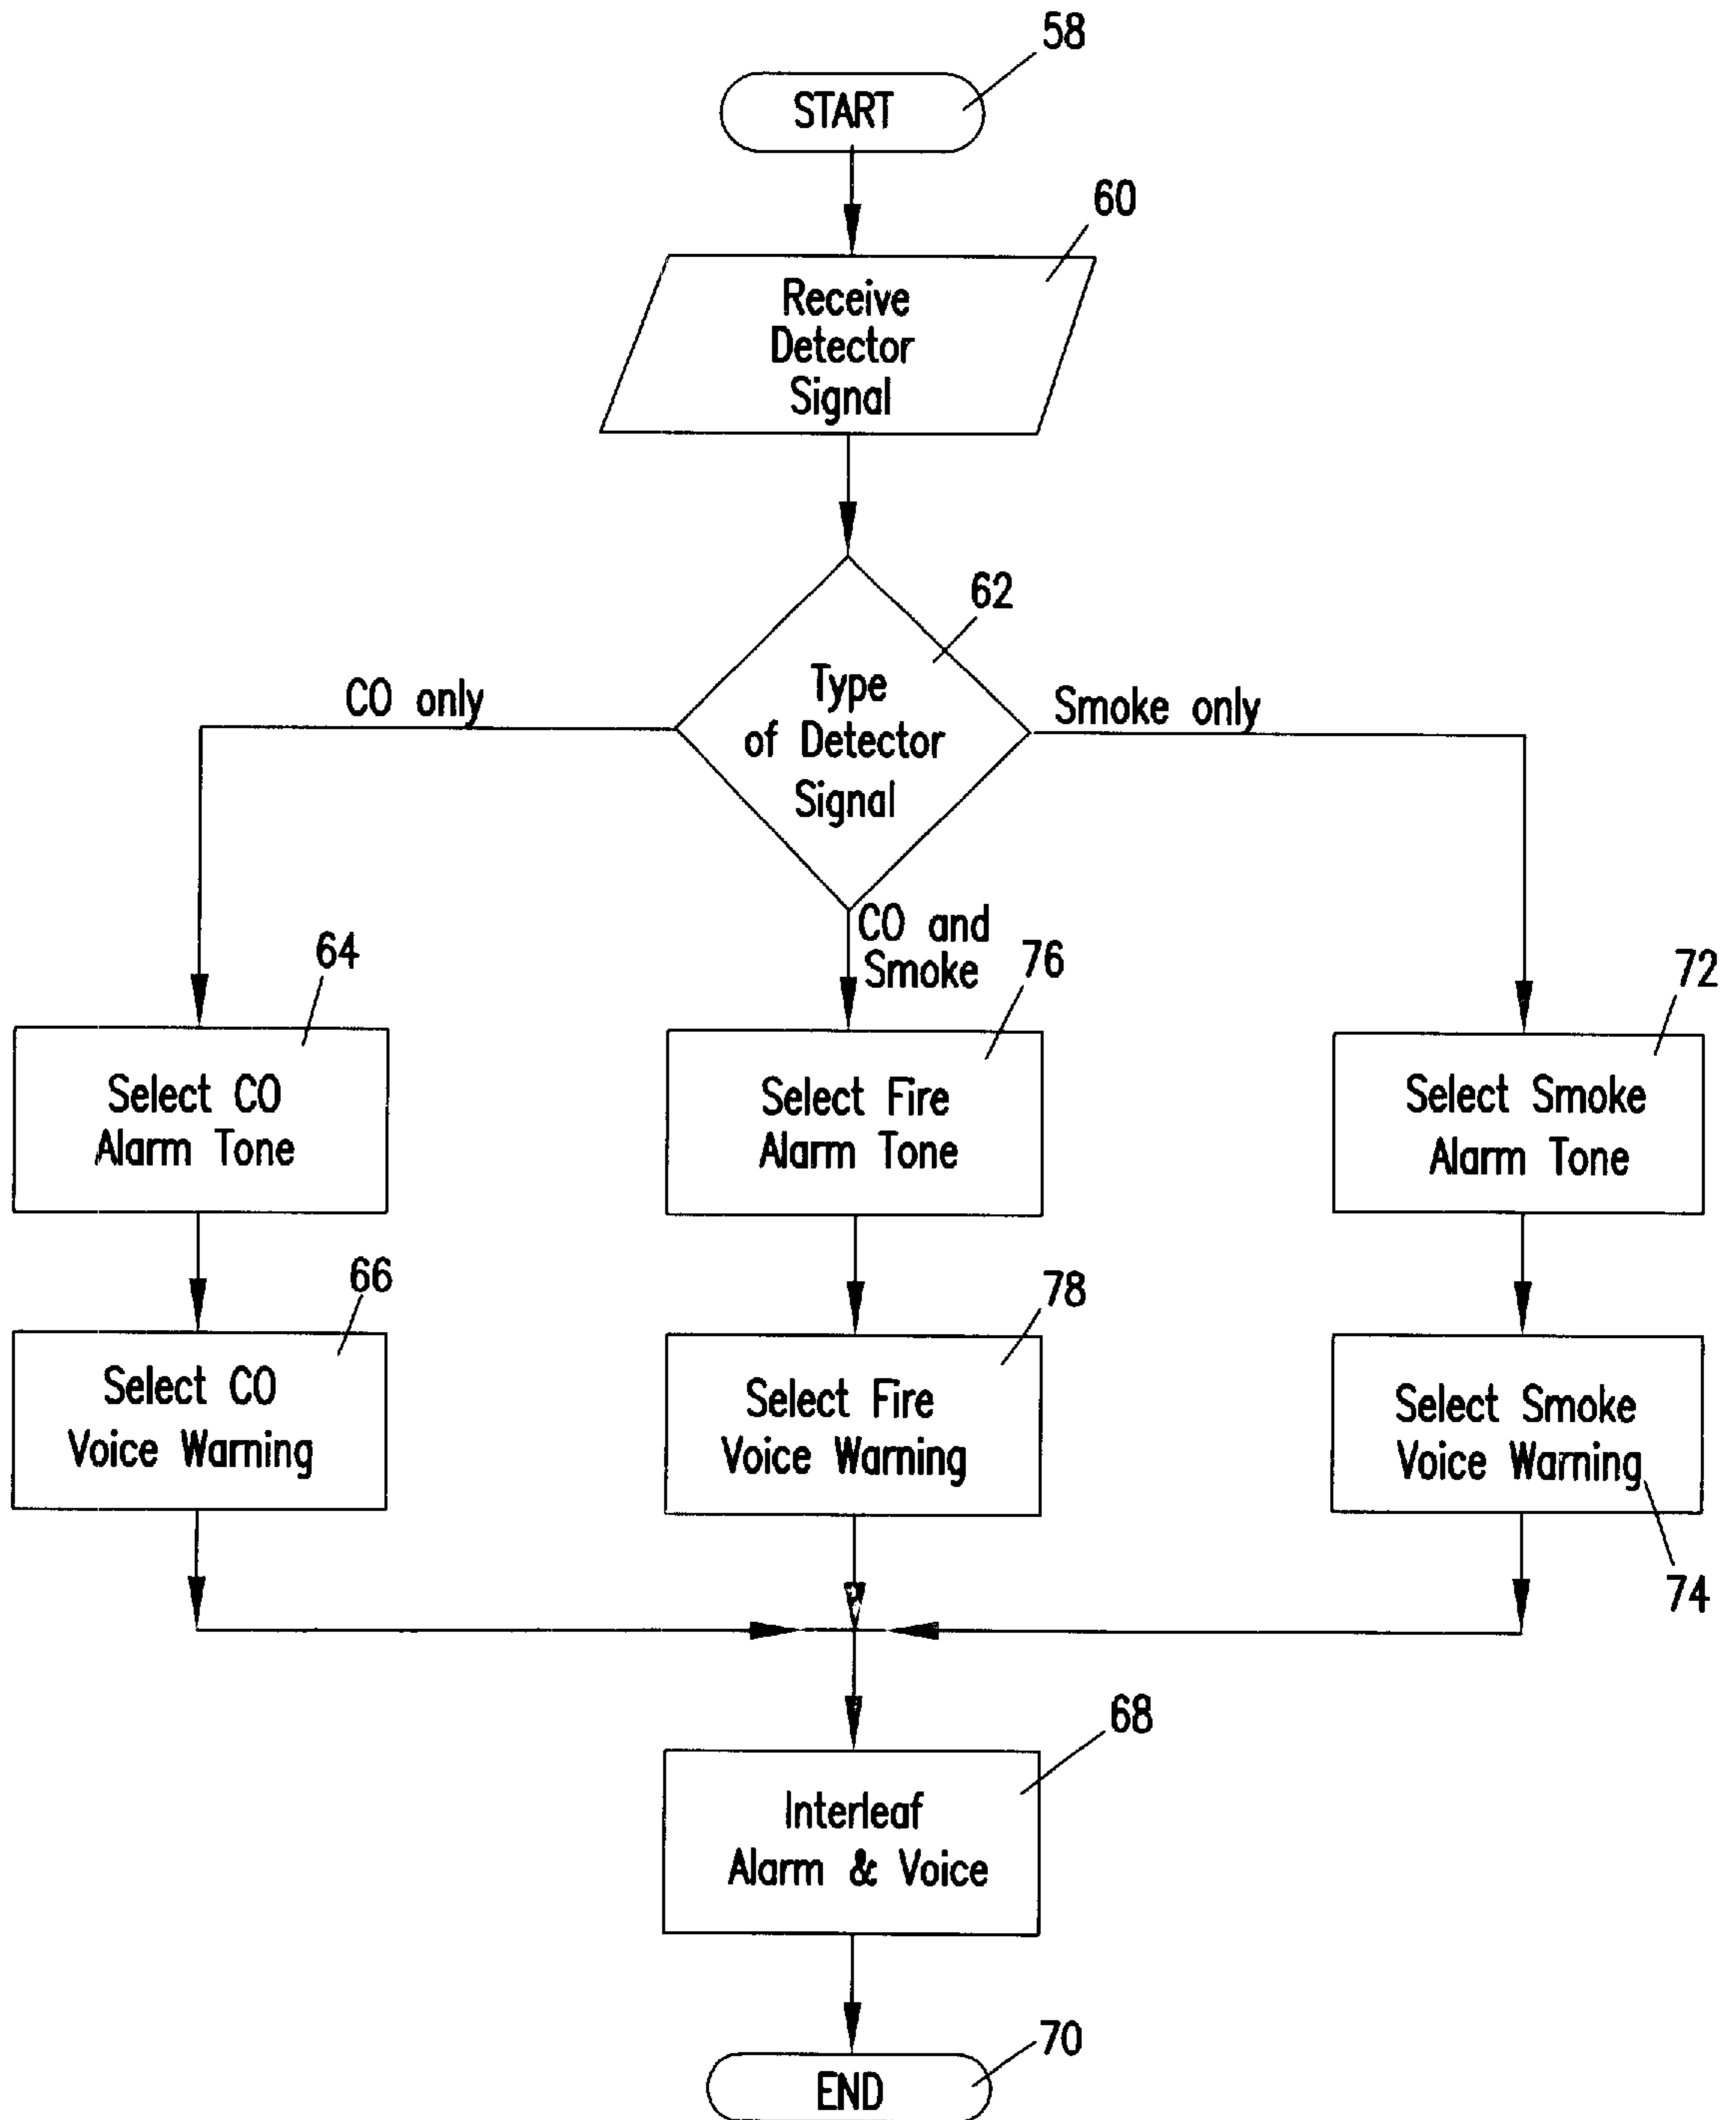 58
START
60
Receive
Detector
Signal
62
Type
of Detector
Signal
CO only
Smoke only
CO and
Smoke
64
76
72
Select CO
Alarm Tone
Select Fire
Alarm Tone
Select Smoke
Alarm Tone
66
78
Select CO
Voice Warning
Select Fire
Voice Warning
Select Smoke
Voice Warning
74
68
Interleaf
Alarm & Voice
70
END